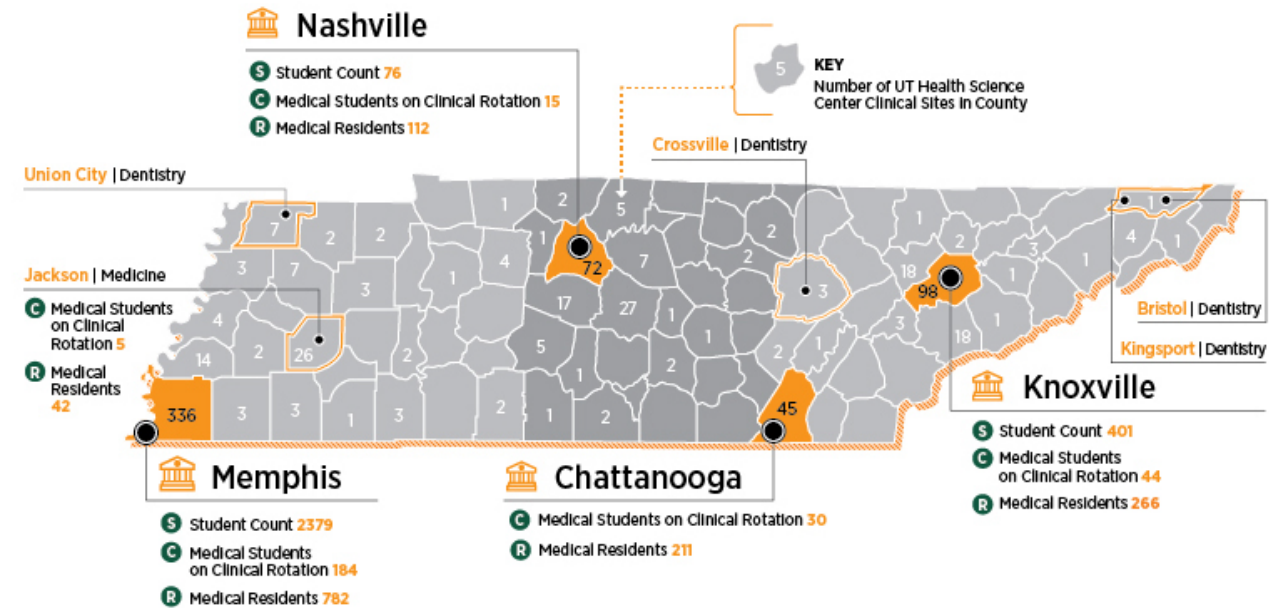 Nashville
S Student Count 76
C Medical Students on Clinical Rotation 15
R Medical Residents 112
5
KEY
Number of UT Health Science
Center Clinical Sites in County
Crossville | Dentistry
Union City | Dentistry
Jackson | Medicine
C Medical Students
on Clinical
Rotation 5
R Medical
Residents
42
1 2 5
7 2 2 1 72 7 2 1 2 1
3 7 1 4 2 18 3 1 4 1
3 17 27 1 3 98 1
4 5 1 3 18 1
14 2 26 2 1 2 2 1
336 3 3 1 3 2 1 2 45
Bristol | Dentistry
Kingsport | Dentistry
Memphis
S Student Count 2379
C Medical Students
on Clinical Rotation 184
R Medical Residents 782
Chattanooga
C Medical Students on Clinical Rotation 30
R Medical Residents 211
Knoxville
S Student Count 401
C Medical Students
on Clinical Rotation 44
R Medical Residents 266